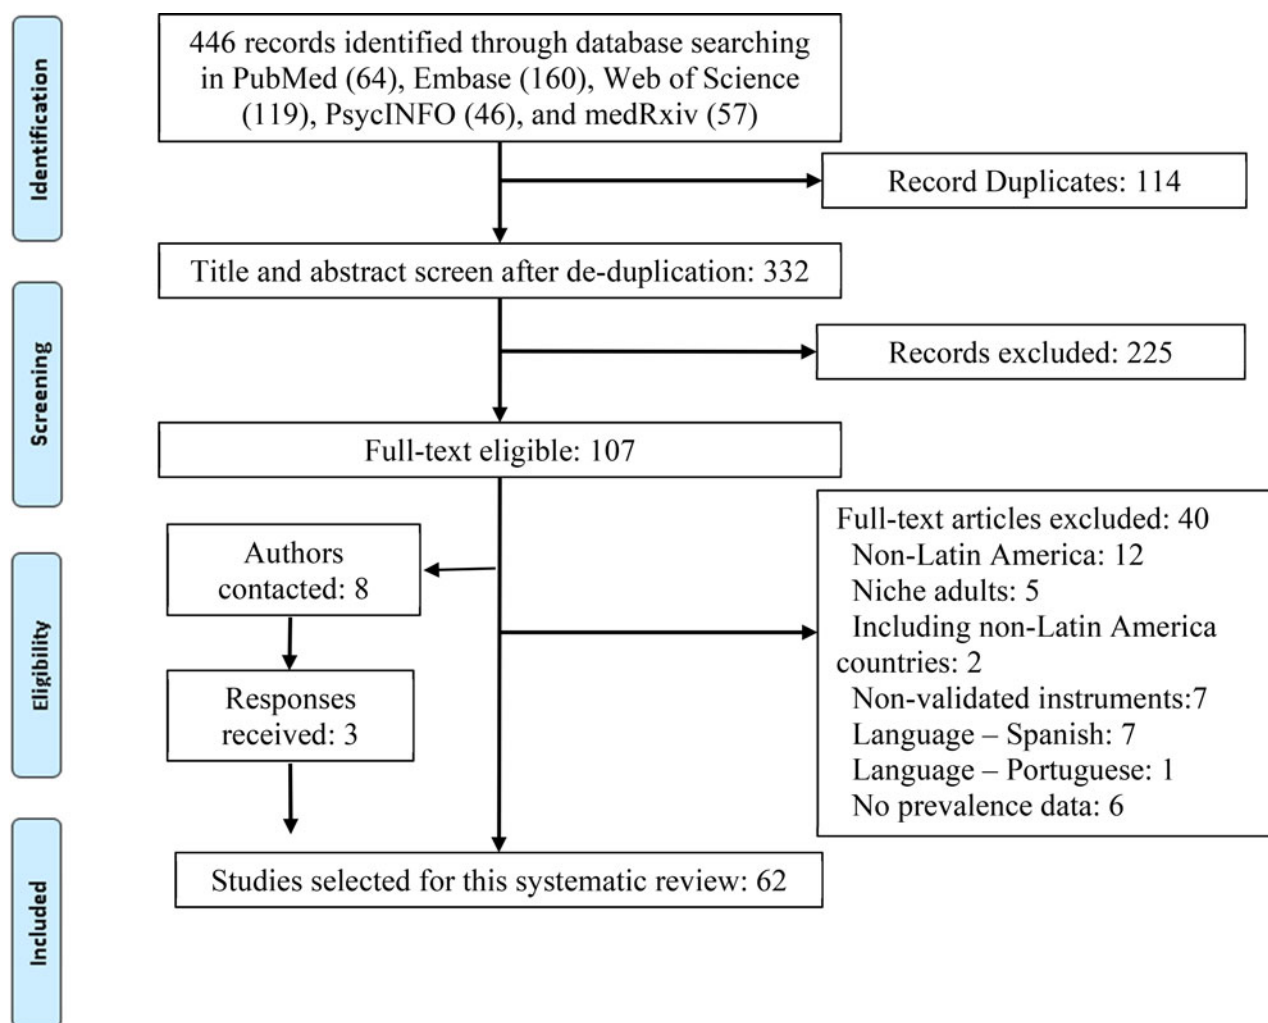 Identification
446 records identified through database searching
in PubMed (64), Embase (160), Web of Science
(119), PsycINFO (46), and medRxiv (57)
Record Duplicates: 114
Title and abstract screen after de-duplication: 332
Screening
Records excluded: 225
Full-text eligible: 107
Eligibility
Authors
contacted: 8
Responses
received: 3
Full-text articles excluded: 40
Non-Latin America: 12
Niche adults: 5
Including non-Latin America
countries: 2
Non-validated instruments:7
Language – Spanish: 7
Language – Portuguese: 1
No prevalence data: 6
Included
Studies selected for this systematic review: 62